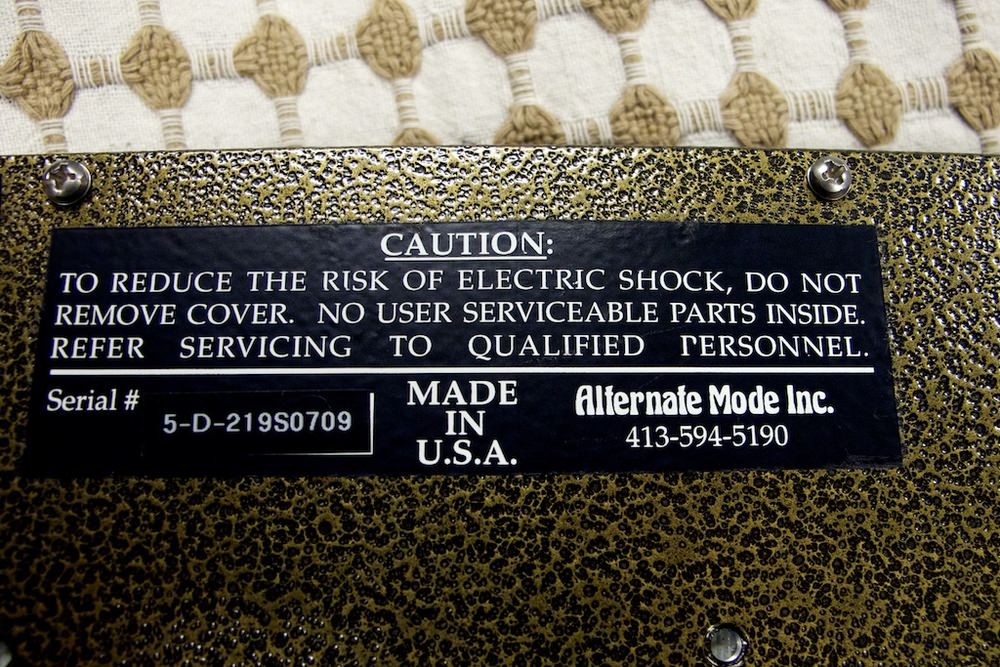 CAUTION:
TO REDUCE THE RISK OF ELECTRIC SHOCK, DO NOT
REMOVE COVER. NO USER SERVICEABLE PARTS INSIDE.
REFER SERVICING TO QUALIFIED PERSONNEL.
Serial #
5-D-219S0709
MADE
IN
U.S.A.
Alternate Mode Inc.
413-594-5190